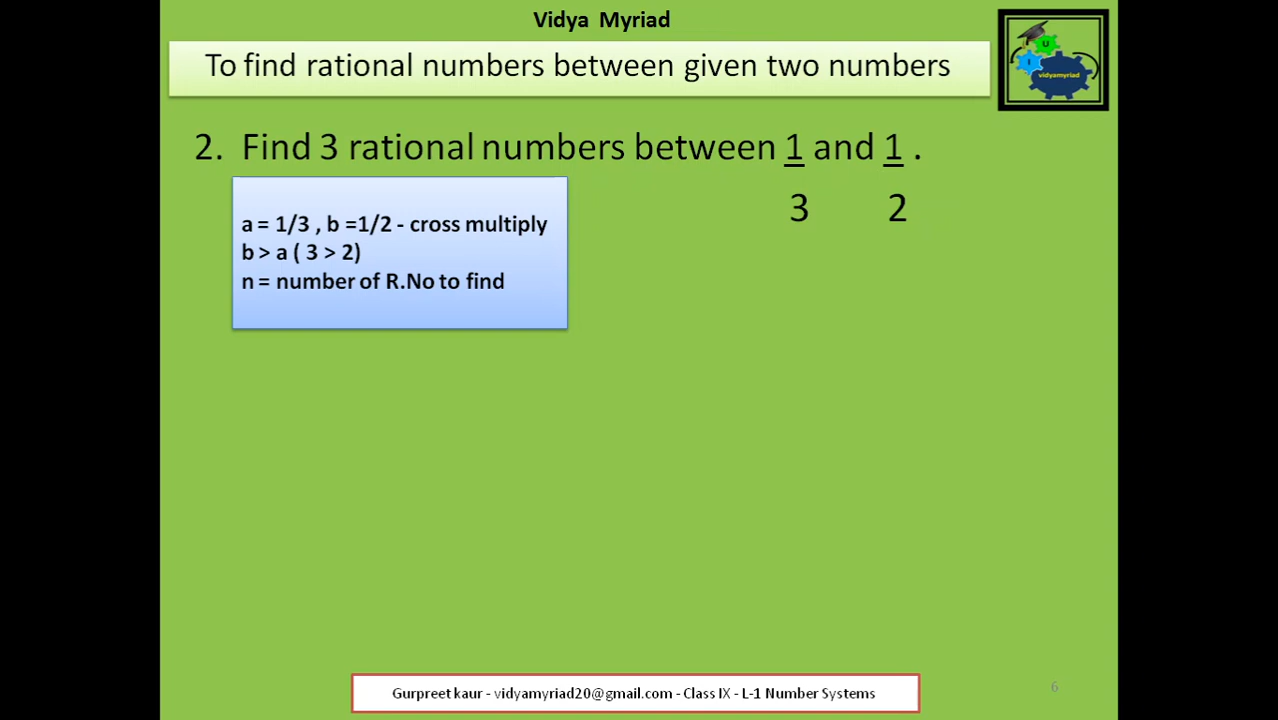 Vidya Myriad
To find rational numbers between given two numbers
U
I
vidyamyriad
2. Find 3 rational numbers between 1 and 1 .
3 2
a = 1/3 , b =1/2 - cross multiply
b > a ( 3 > 2)
n = number of R.No to find
Gurpreet kaur - vidyamyriad20@gmail.com - Class IX - L-1 Number Systems
6